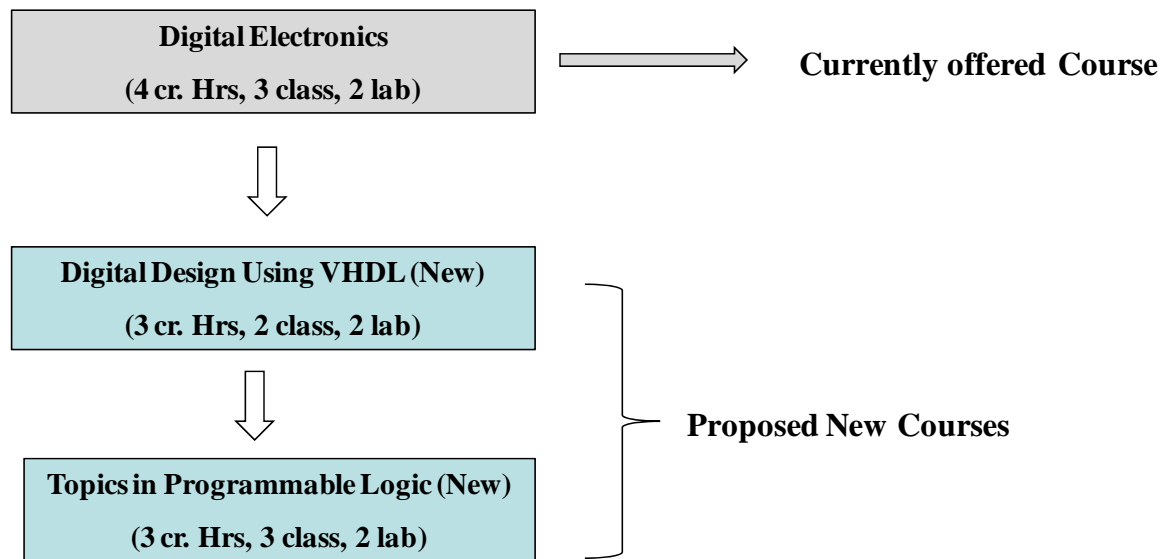 Digital Electronics
(4 cr. Hrs, 3 class, 2 lab)
Currently offered Course
Digital Design Using VHDL (New)
(3 cr. Hrs, 2 class, 2 lab)
Proposed New Courses
Topics in Programmable Logic (New)
(3 cr. Hrs, 3 class, 2 lab)